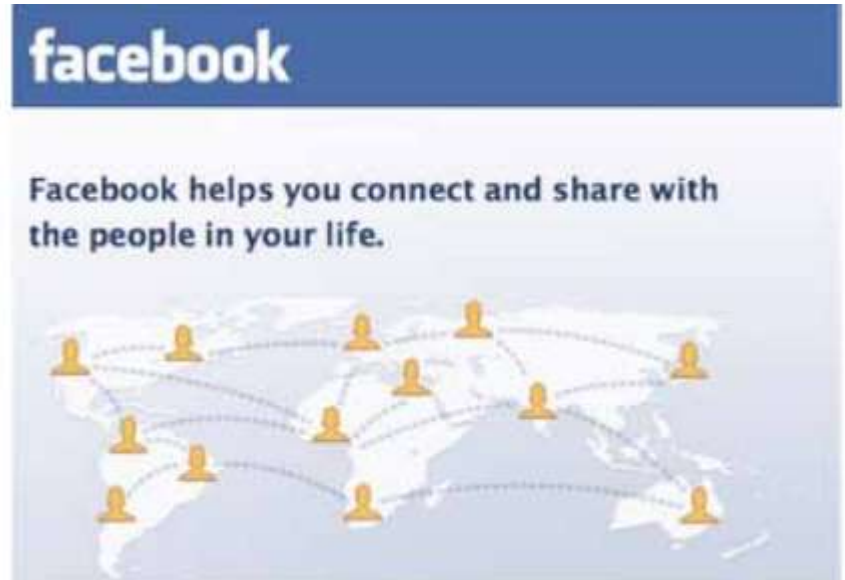 facebook
Facebook helps you connect and share with
the people in your life.